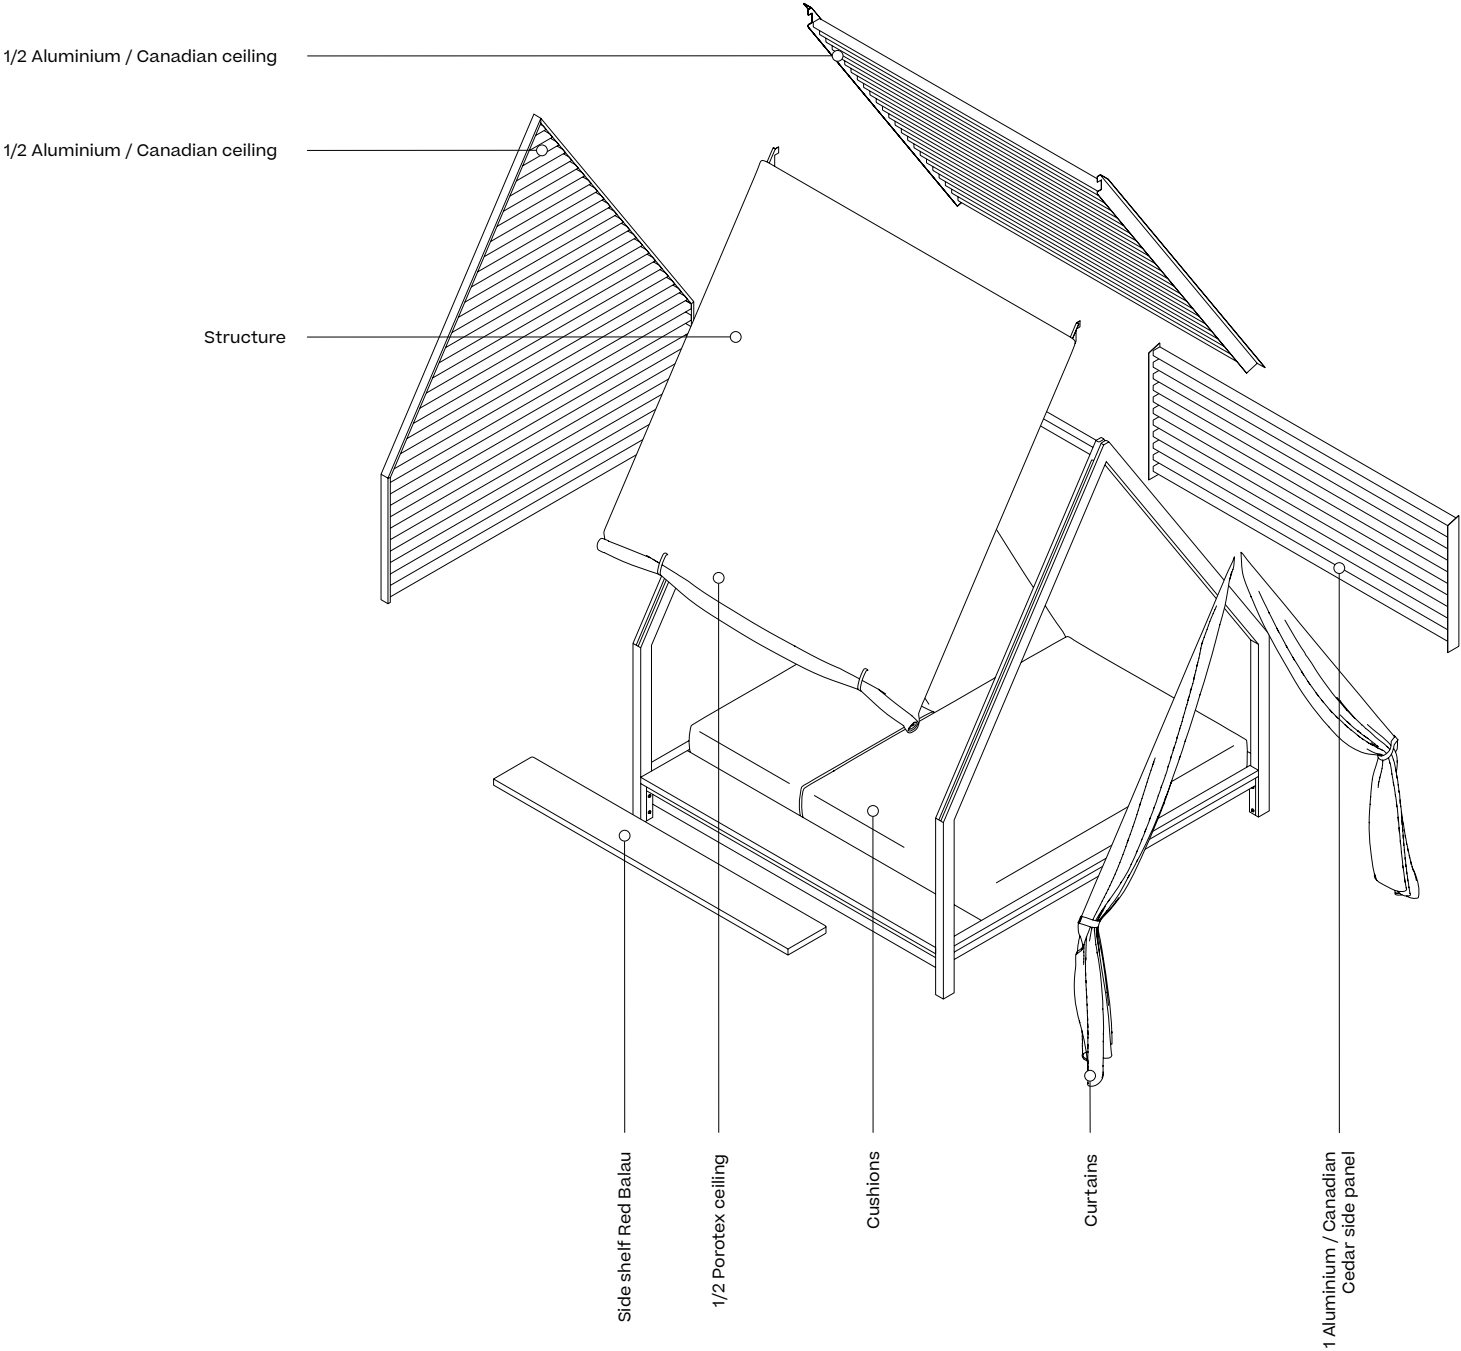 1/2 Aluminium / Canadian ceiling
1/2 Aluminium / Canadian ceiling
Structure
Side shelf Red Balau
1/2 Porotex ceiling
Cushions
Curtains
1 Aluminium / Canadian
Cedar side panel